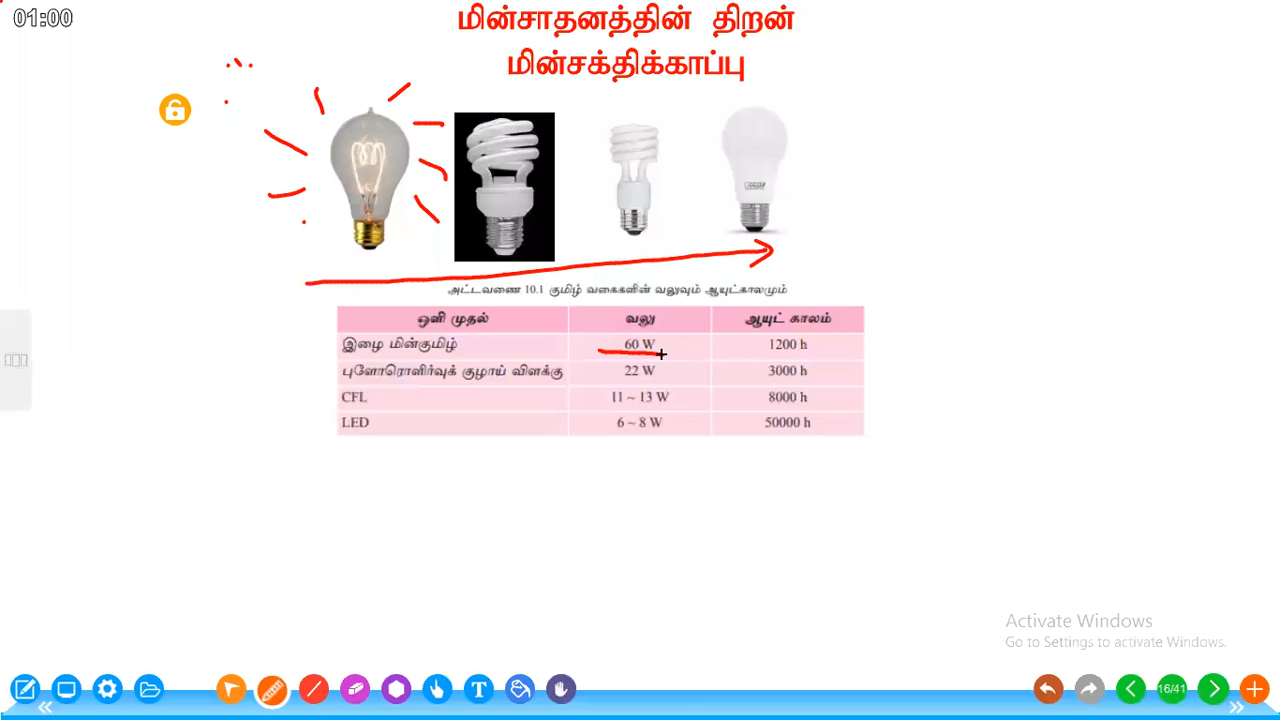 01:00
மின்சாதனத்தின் திறன்
மின்சக்திக்காப்பு
அட்டவணை 10.1 குமிழ் வகைகளின் வலுவும் ஆயுட்காலமும்
ஒளி முதல் வலு ஆயுட் காலம்
இழை மின்குமிழ் 60 W 1200 h
புளோரொளிர்வுக் குழாய் விளக்கு 22 W 3000 h
CFL 11 ~ 13 W 8000 h
LED 6 ~ 8 W 50000 h
Activate Windows
Go to Settings to activate Windows.
16/41